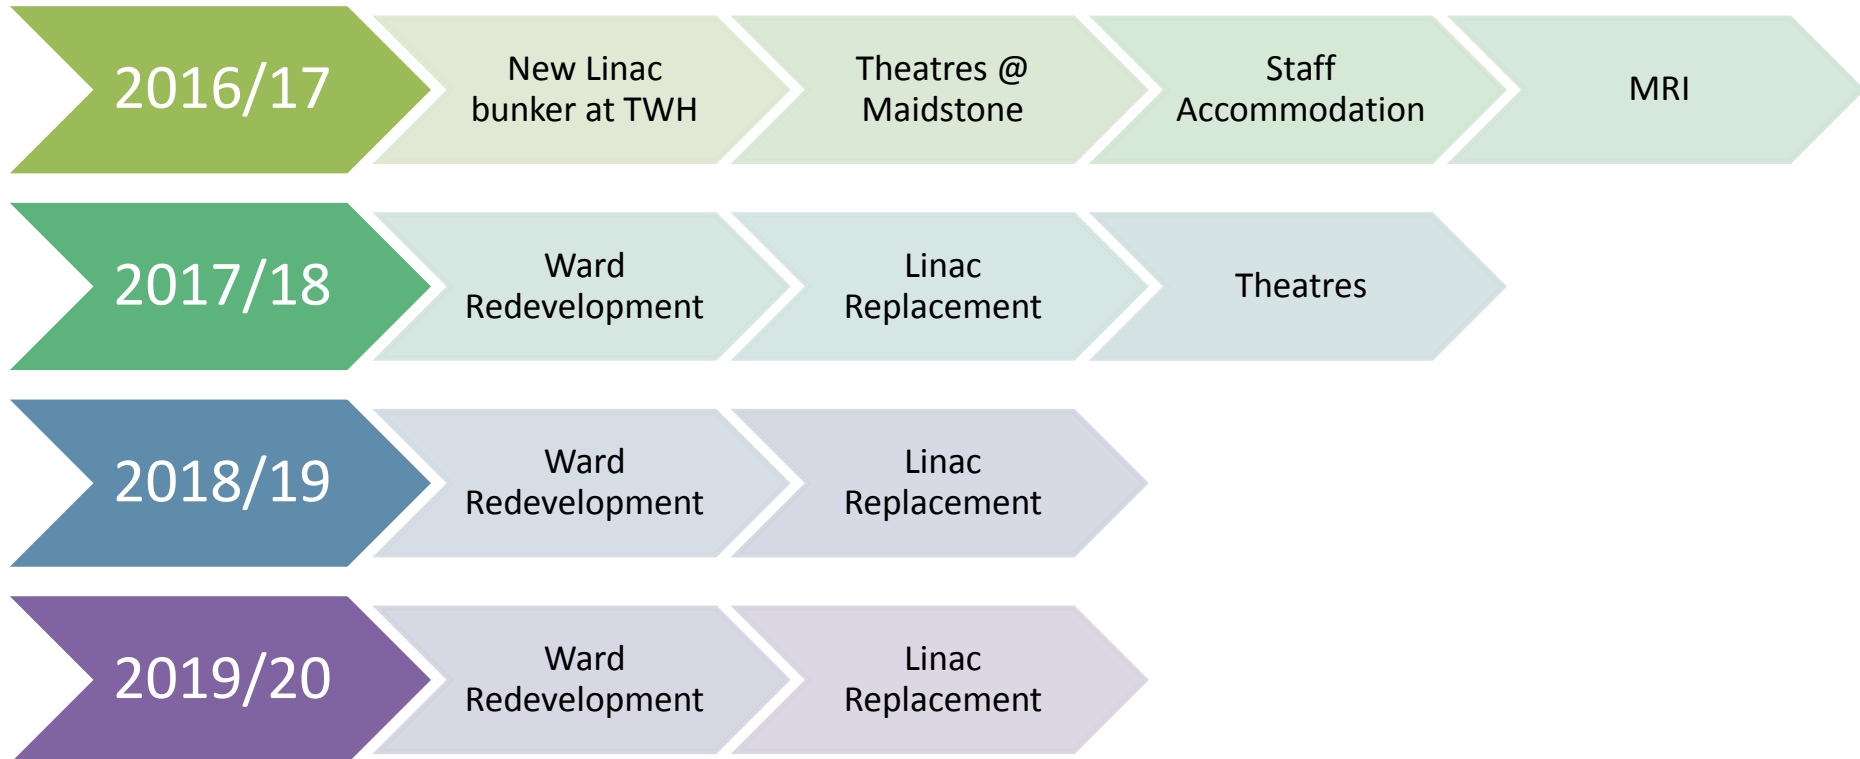 2016/17
New Linac
bunker at TWH
Theatres @
Maidstone
Staff
Accommodation
MRI
2017/18
Ward
Redevelopment
Linac
Replacement
Theatres
2018/19
Ward
Redevelopment
Linac
Replacement
2019/20
Ward
Redevelopment
Linac
Replacement